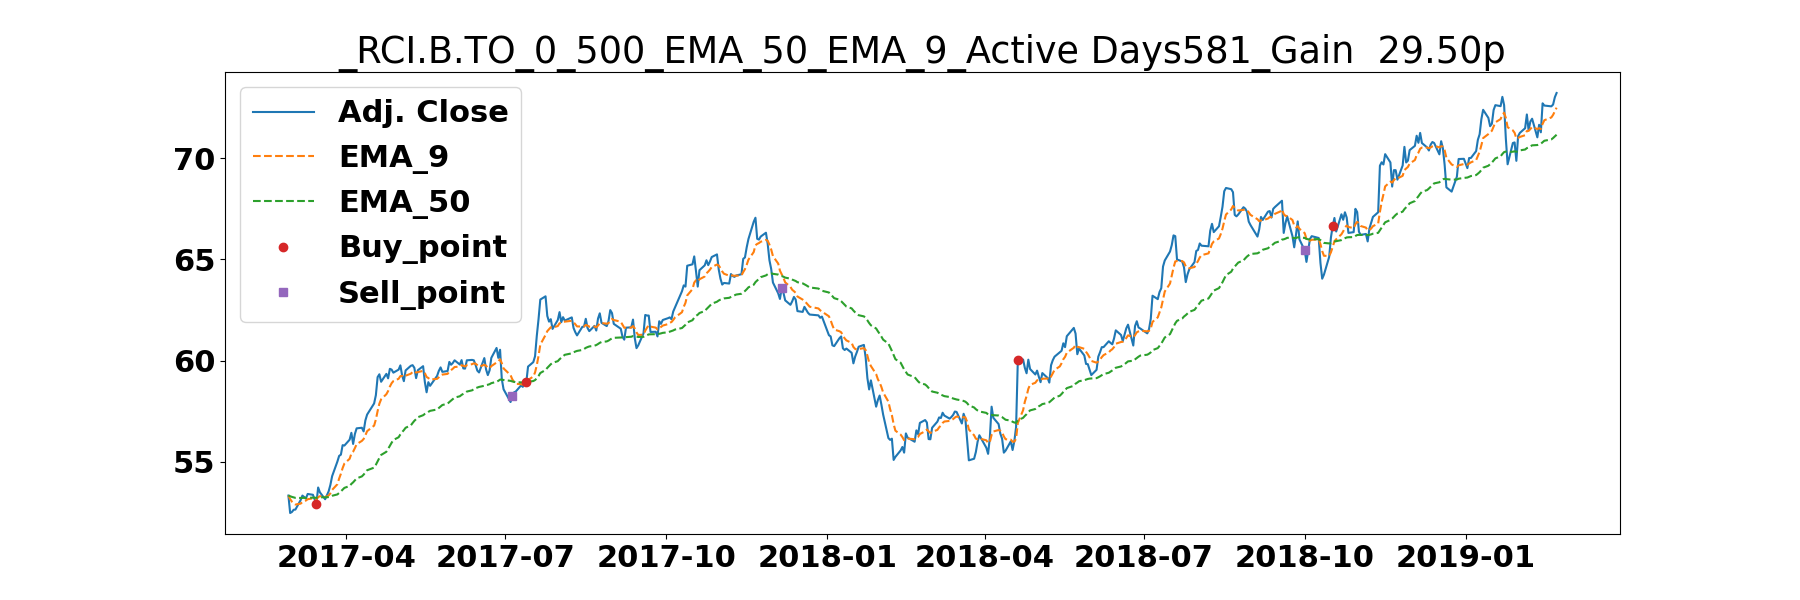 _RCI.B.TO_0_500_EMA_50_EMA_9_Active Days581_Gain  29.50p
Adj. Close
EMA_9
EMA_50
Buy_point
Sell_point
70
65
60
55
2017-04 2017-07 2017-10 2018-01 2018-04 2018-07 2018-10 2019-01